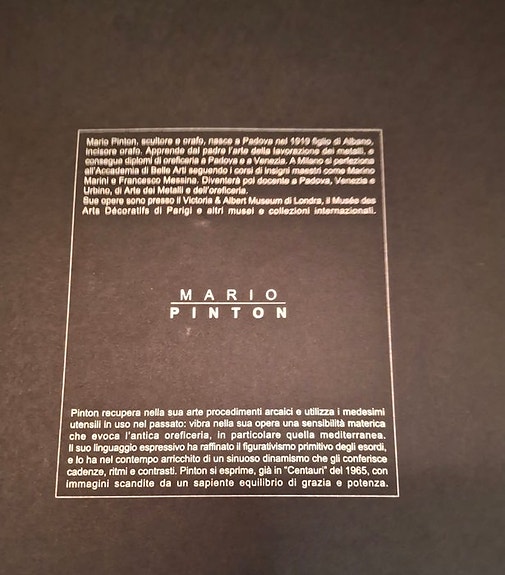 Mario Pinton, scultore e orafo, nasce a Padova nel 1919 figlio di Albano,
incisore orafo. Apprende dal padre l'arte della lavorazione dei metalli, e
consegue diplomi di oreficeria a Padova e a Venezia. A Milano si perfeziona
all'Accademia di Belle Arti seguendo i corsi di insigni maestri come Marino
Marini e Francesco Messina. Diventerà poi docente a Padova, Venezia e
Urbino, di Arte dei Metalli e dell'oreficeria.
Sue opere sono presso il Victoria & Albert Museum di Londra, il Musée des
Arts Décoratifs di Parigi e altri musei e collezioni internazionali.
MARIO
PINTON
Pinton recupera nella sua arte procedimenti arcaici e utilizza i medesimi
utensili in uso nel passato: vibra nella sua opera una sensibilità materica
che evoca l'antica oreficeria, in particolare quella mediterranea.
Il suo linguaggio espressivo ha raffinato il figurativismo primitivo degli esordi,
e lo ha nel contempo arricchito di un sinuoso dinamismo che gli conferisce
cadenze, ritmi e contrasti. Pinton si esprime, già in "Centauri" del 1965, con
immagini scandite da un sapiente equilibrio di grazia e potenza.